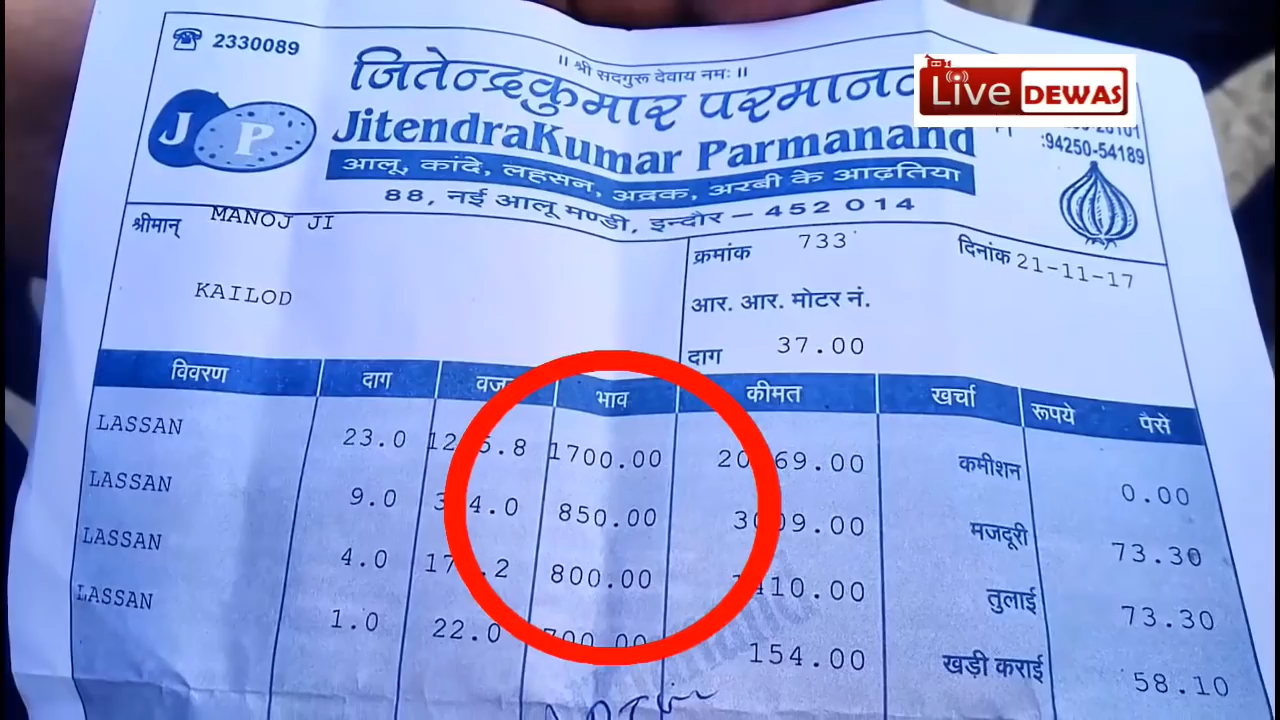 2330089
॥ श्री सदगुरु देवाय नमः ॥
Live DEWAS
जितेन्द्रकुमार
JP
JitendraKumar Parmanand
:94250-54189
आलू, कांदे, लहसन, अद्रक, अरबी के आढ़तिया
88, नई आलू मण्डी, इन्दौर – 452 014
श्रीमान् MANOJ JI
क्रमांक 733
दिनांक 21-11-17
KAILOD
आर. आर. मोटर नं.
दाग 37.00
विवरण दाग भाव कीमत खर्चा रूपये पैसे
LASSAN 23.0 1700.00 कमीशन 0.00
LASSAN 9.0 850.00 मजदूरी 73.30
LASSAN 4.0 800.00 तुलाई 73.30
LASSAN 1.0 22.0 700.00 154.00 खड़ी कराई 58.10